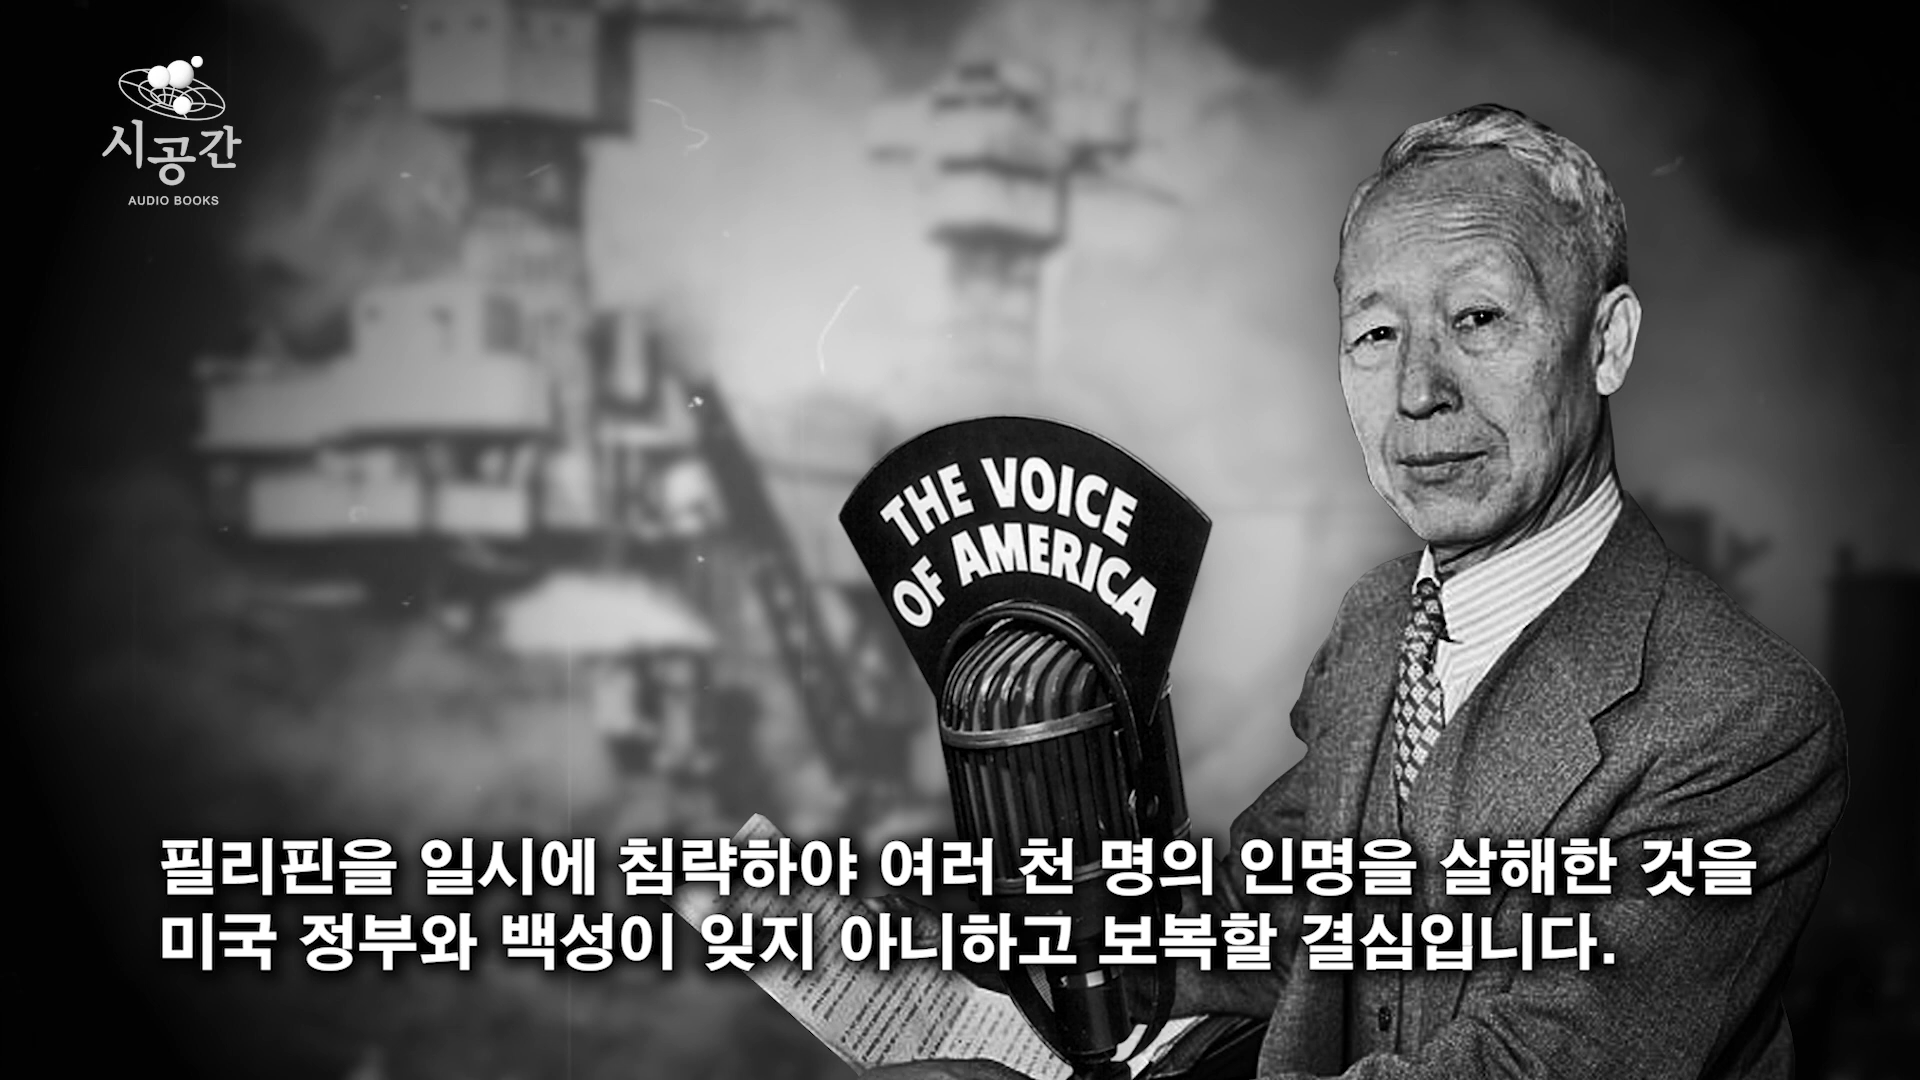 시공간
AUDIO BOOKS
THE VOICE
OF AMERICA
필리핀을 일시에 침략하야 여러 천 명의 인명을 살해한 것을
미국 정부와 백성이 잊지 아니하고 보복할 결심입니다.